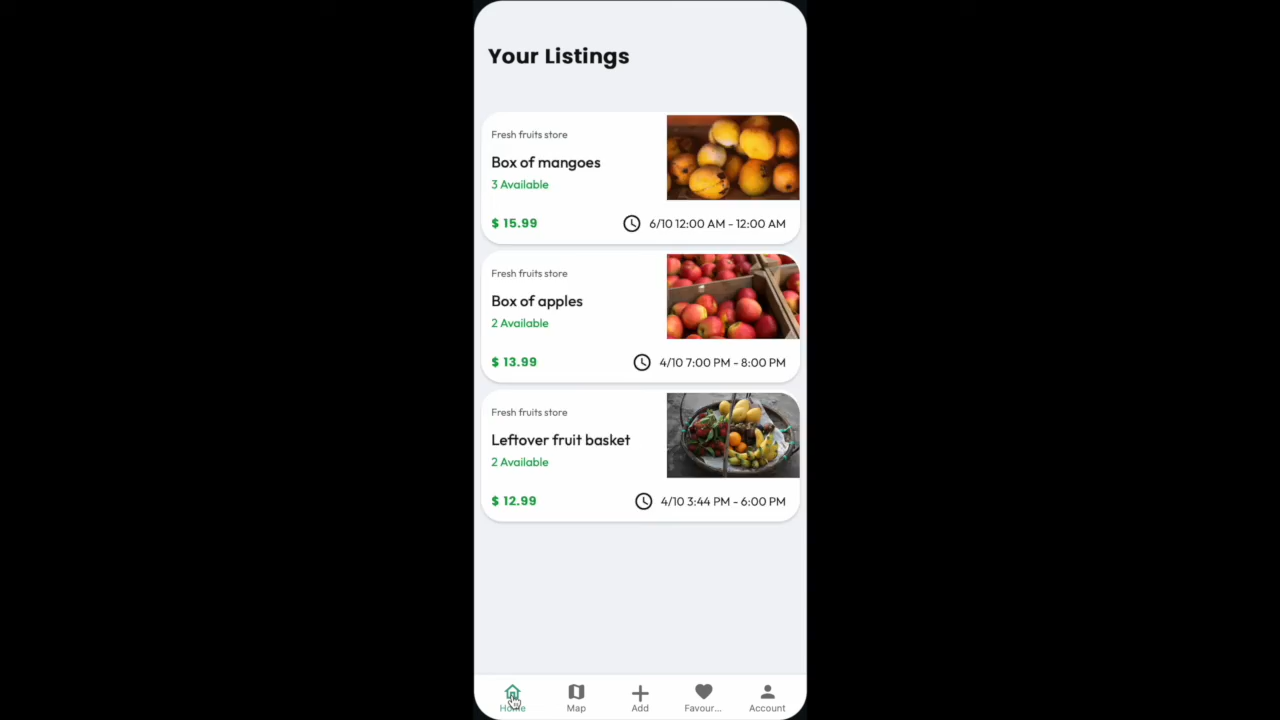 Your Listings
Fresh fruits store
Box of mangoes
3 Available
$ 15.99
6/10 12:00 AM - 12:00 AM
Fresh fruits store
Box of apples
2 Available
$ 13.99
4/10 7:00 PM - 8:00 PM
Fresh fruits store
Leftover fruit basket
2 Available
$ 12.99
4/10 3:44 PM - 6:00 PM
Home
Map
Add
Favour...
Account